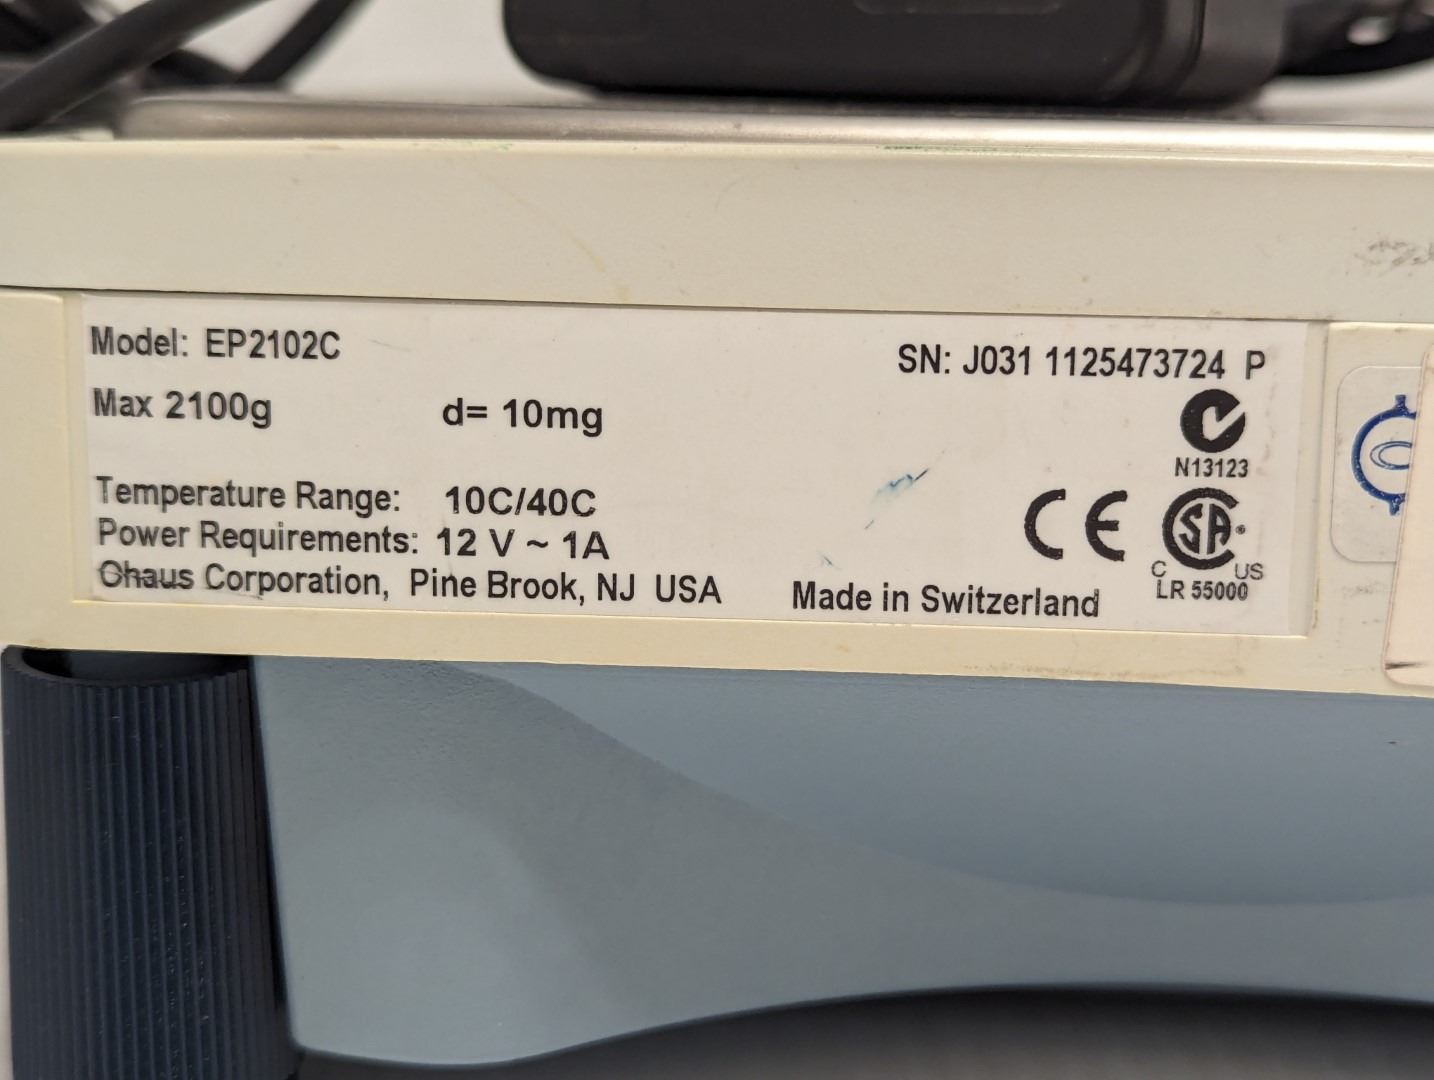 Model: EP2102C
SN: J031 1125473724 P
Max 2100g d= 10mg
N13123
Temperature Range: 10C/40C
Power Requirements: 12 V ~ 1A
CE
SA
C US
Ohaus Corporation, Pine Brook, NJ USA
Made in Switzerland
LR 55000